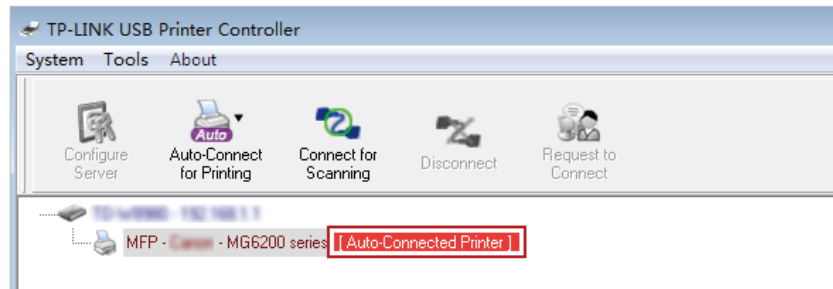 TP-LINK USB Printer Controller
System Tools About
Configure Server
Auto
Auto-Connect for Printing
Connect for Scanning
Disconnect
Request to Connect
MFP - - MG6200 series [ Auto-Connected Printer ]